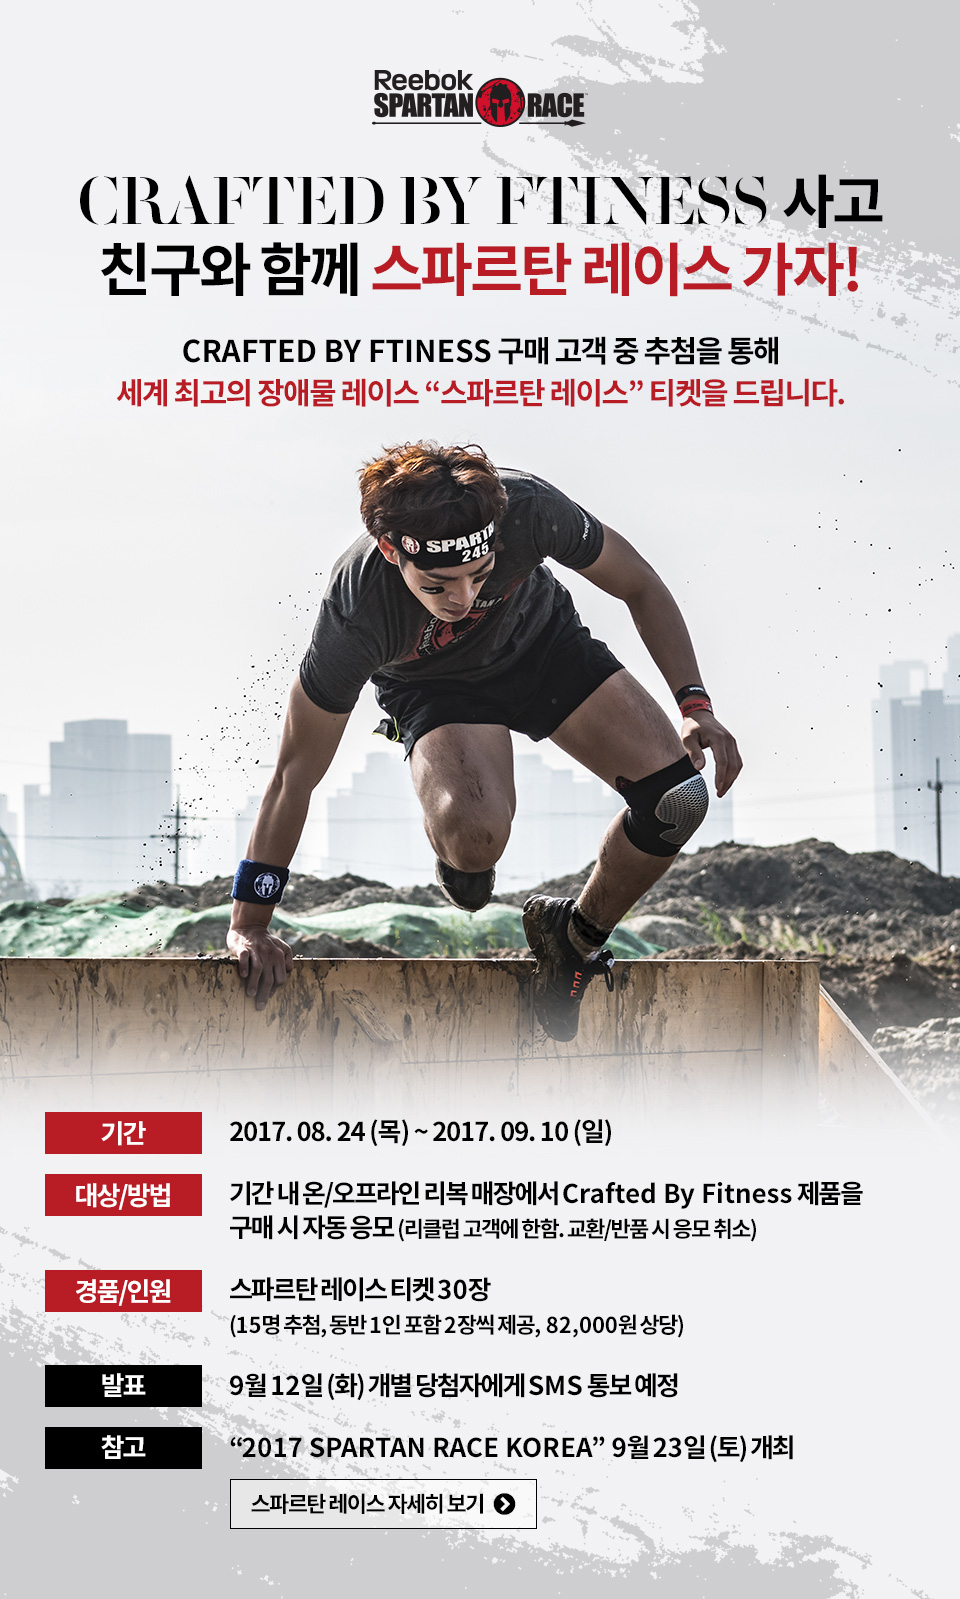 Reebok
SPARTAN RACE
CRAFTED BY FTINESS 사고
친구와 함께 스파르탄 레이스 가자!
CRAFTED BY FTINESS 구매 고객 중 추첨을 통해
세계 최고의 장애물 레이스 “스파르탄 레이스” 티켓을 드립니다.
SPARTA
245
기간
2017. 08. 24 (목) ~ 2017. 09. 10 (일)
대상/방법
기간 내 온/오프라인 리복 매장에서 Crafted By Fitness 제품을
구매 시 자동 응모 (리클럽 고객에 한함. 교환/반품 시 응모 취소)
경품/인원
스파르탄 레이스 티켓 30장
(15명 추첨, 동반 1인 포함 2장씩 제공, 82,000원 상당)
발표
9월 12일 (화) 개별 당첨자에게 SMS 통보 예정
참고
“2017 SPARTAN RACE KOREA” 9월 23일 (토) 개최
스파르탄 레이스 자세히 보기